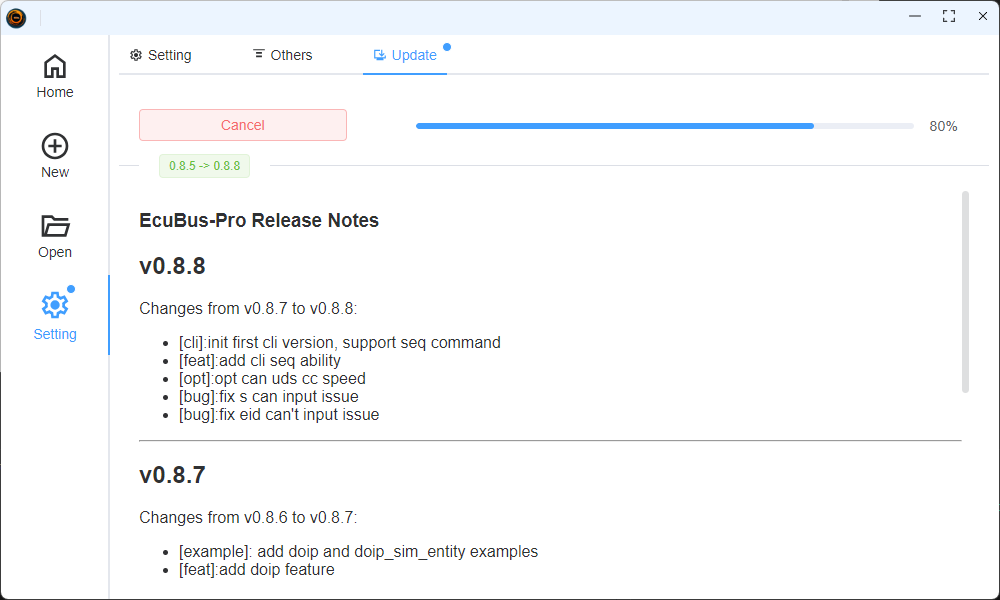 Setting
Others
Update
Home
New
Open
Setting
Cancel
80%
0.8.5 -> 0.8.8
EcuBus-Pro Release Notes
v0.8.8
Changes from v0.8.7 to v0.8.8:
[cli]:init first cli version, support seq command
[feat]:add cli seq ability
[opt]:opt can uds cc speed
[bug]:fix s can input issue
[bug]:fix eid can't input issue
v0.8.7
Changes from v0.8.6 to v0.8.7:
[example]: add doip and doip_sim_entity examples
[feat]:add doip feature